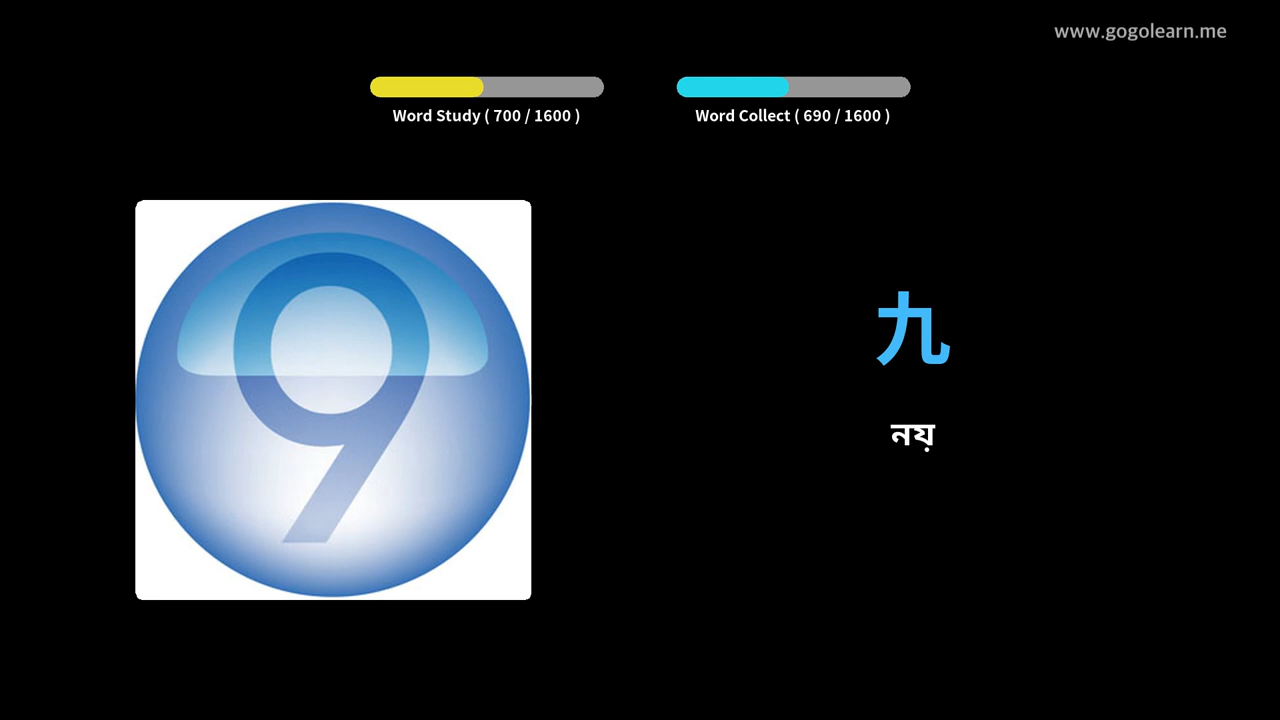 www.gogolearn.me
Word Study ( 700 / 1600 )
Word Collect ( 690 / 1600 )
9
九
নয়